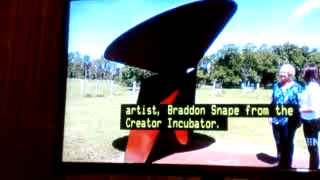 artist, Braddon Snape from the
Creator Incubator.